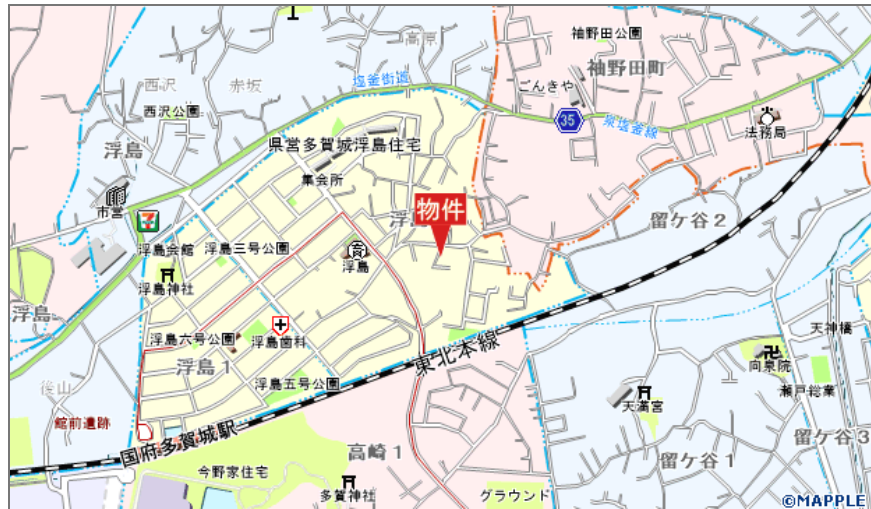 高原
袖野田公園
西沢
赤坂
塩釜街道
袖野田町
ごんきや
西沢公園
35
泉塩釜線
法務局
県営多賀城浮島住宅
浮島
集会所
市営
物件
浮島
留ケ谷2
7
浮島会館
浮島三号公園
育
浮島
浮島神社
浮島
浮島六号公園
浮島歯科
天神橋
東北本線
向泉院
浮島1
浮島五号公園
瀬戸総業
後山
天満宮
館前遺跡
国府多賀城駅
高崎1
留ケ谷1
留ケ谷3
今野家住宅
多賀神社
グラウンド
©MAPPLE